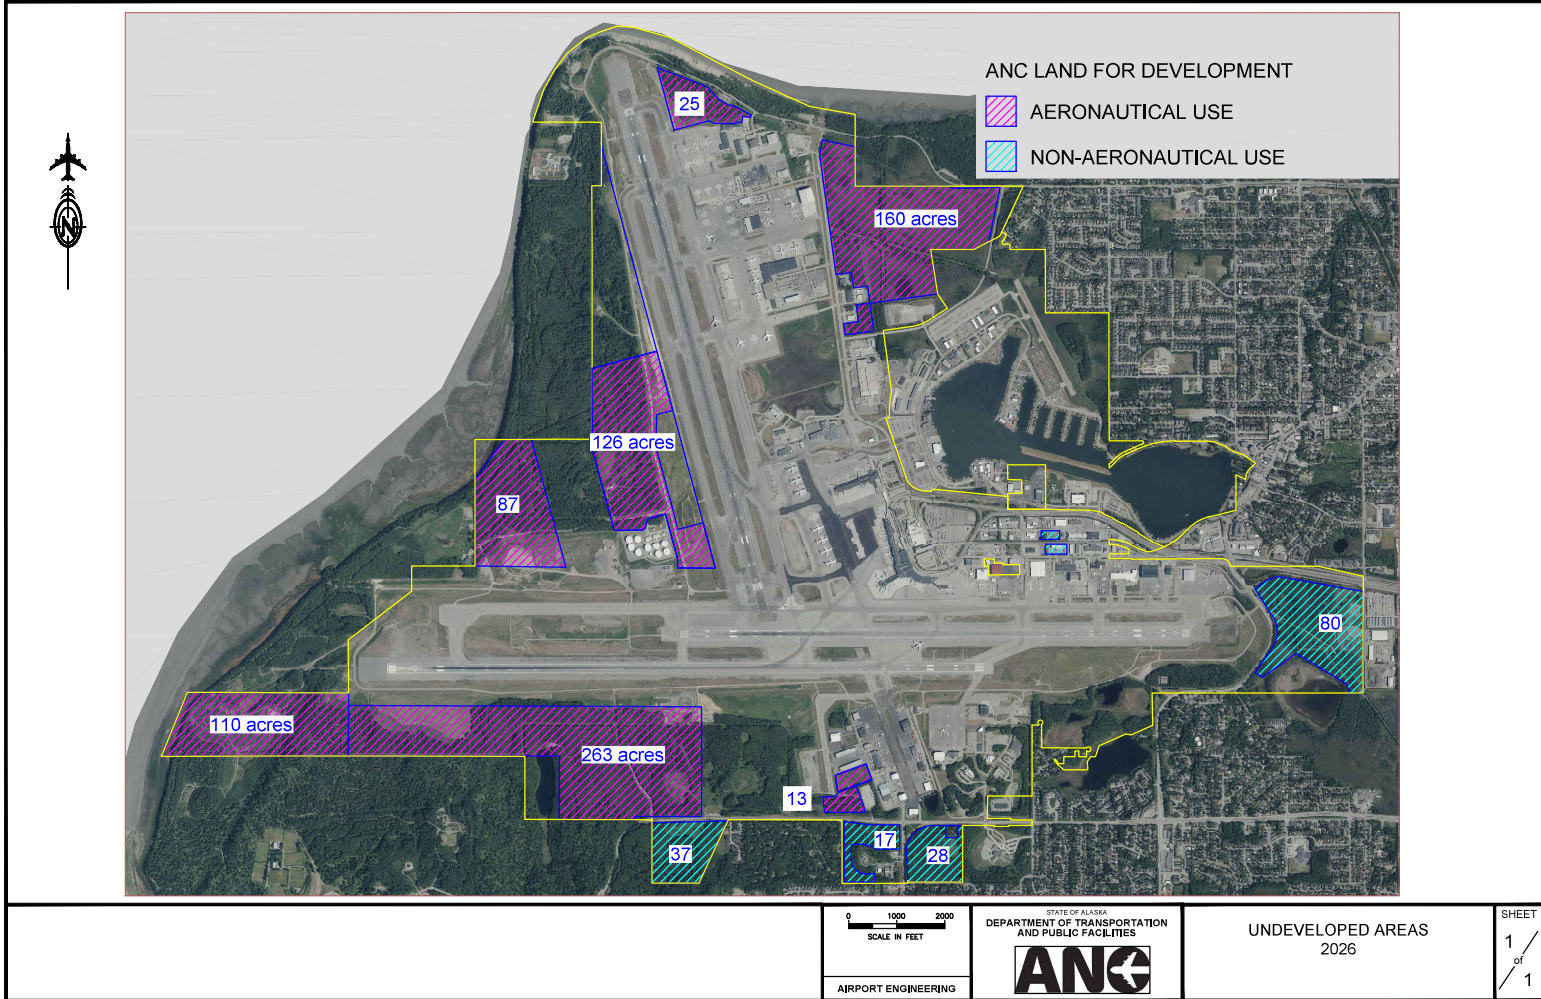 ANC LAND FOR DEVELOPMENT
AERONAUTICAL USE
NON-AERONAUTICAL USE
N
25
160 acres
126 acres
87
80
110 acres
263 acres
13
37
17
28
0 1000 2000
SCALE IN FEET
AIRPORT ENGINEERING
STATE OF ALASKA
DEPARTMENT OF TRANSPORTATION
AND PUBLIC FACILITIES
ANC
UNDEVELOPED AREAS
2026
SHEET
1
of
1